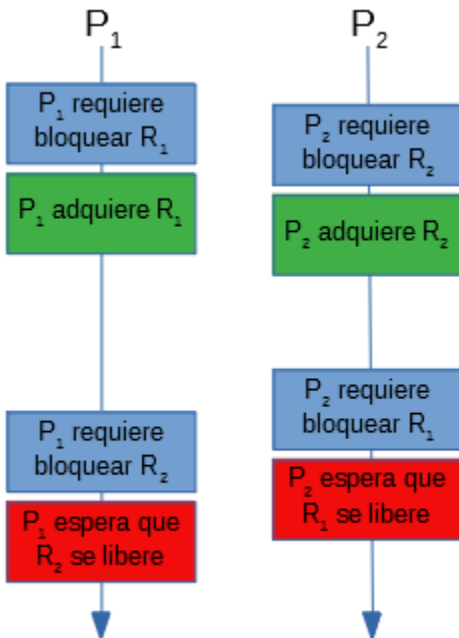 P₁
P₁ requiere
bloquear R₁
P₁ adquiere R₁
P₁ requiere
bloquear R₂
P₁ espera que
R₂ se libere
P₂
P₂ requiere
bloquear R₂
P₂ adquiere R₂
P₂ requiere
bloquear R₁
P₂ espera que
R₁ se libere